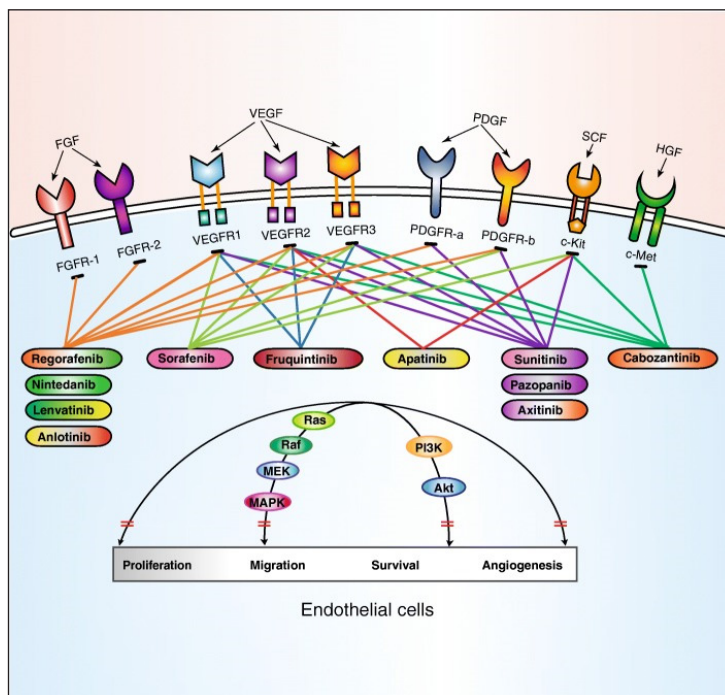 VEGF
PDGF
FGF
SCF
HGF
FGFR-1
FGFR-2
VEGFR1
VEGFR2
VEGFR3
PDGFR-a
PDGFR-b
c-Kit
c-Met
Regorafenib
Sorafenib
Fruquintinib
Apatinib
Sunitinib
Cabozantinib
Nintedanib
Pazopanib
Lenvatinib
Axitinib
Anlotinib
Ras
Raf
PI3K
MEK
Akt
MAPK
Proliferation
Migration
Survival
Angiogenesis
Endothelial cells